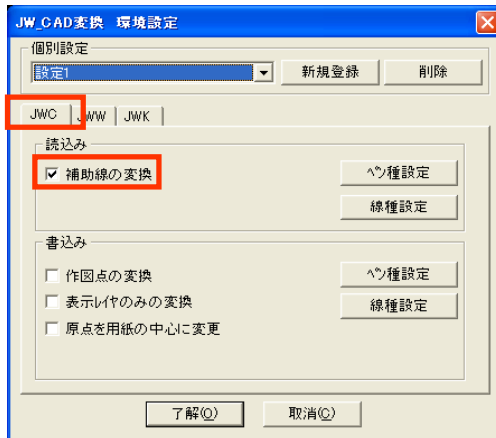 JW_CAD変換 環境設定
個別設定
設定1
新規登録 削除
JWC JWW JWK
読込み
補助線の変換 ペン種設定
線種設定
書込み
作図点の変換 ペン種設定
表示レイヤのみの変換 線種設定
原点を用紙の中心に変更
了解(O) 取消(C)